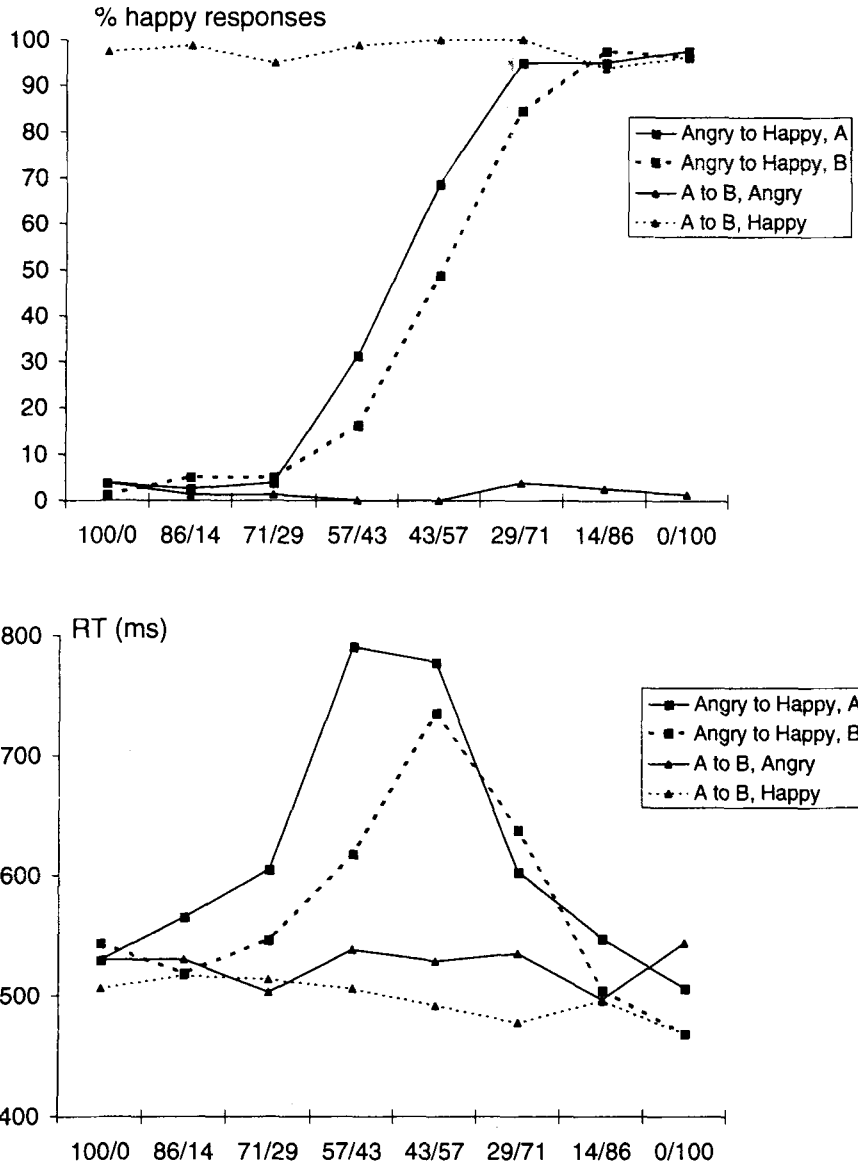 % happy responses
100
90
80
70
60
50
40
30
20
10
0
Angry to Happy, A
Angry to Happy, B
A to B, Angry
A to B, Happy
100/0 86/14 71/29 57/43 43/57 29/71 14/86 0/100
RT (ms)
800
700
600
500
400
Angry to Happy, A
Angry to Happy, B
A to B, Angry
A to B, Happy
100/0 86/14 71/29 57/43 43/57 29/71 14/86 0/100